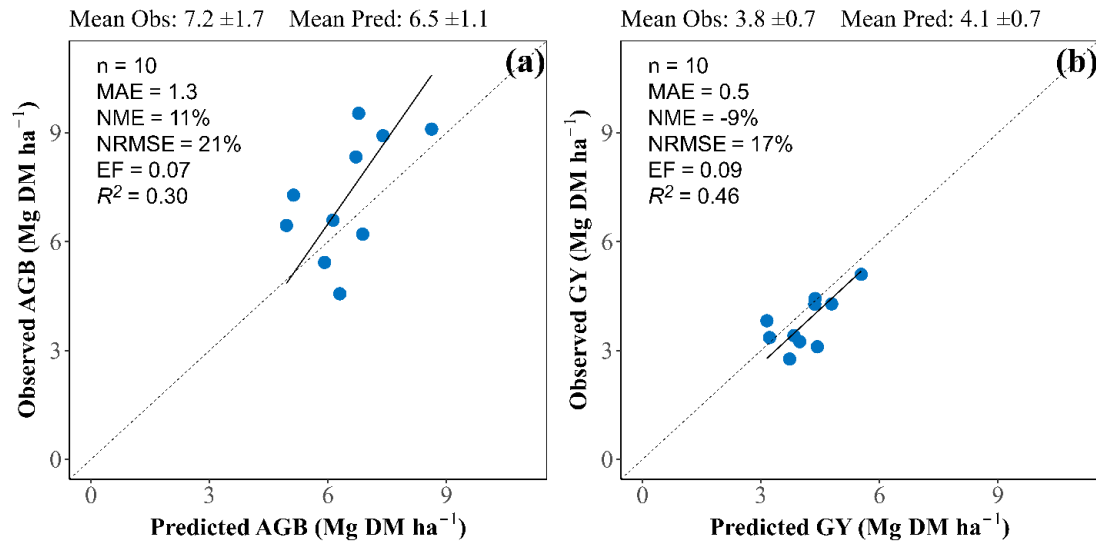 Mean Obs: 7.2 ±1.7 Mean Pred: 6.5 ±1.1
(a)
n = 10
MAE = 1.3
NME = 11%
NRMSE = 21%
EF = 0.07
R² = 0.30
Observed AGB (Mg DM ha⁻¹)
9
6
3
0
0 3 6 9
Predicted AGB (Mg DM ha⁻¹)
Mean Obs: 3.8 ±0.7 Mean Pred: 4.1 ±0.7
(b)
n = 10
MAE = 0.5
NME = -9%
NRMSE = 17%
EF = 0.09
R² = 0.46
Observed GY (Mg DM ha⁻¹)
9
6
3
0
0 3 6 9
Predicted GY (Mg DM ha⁻¹)